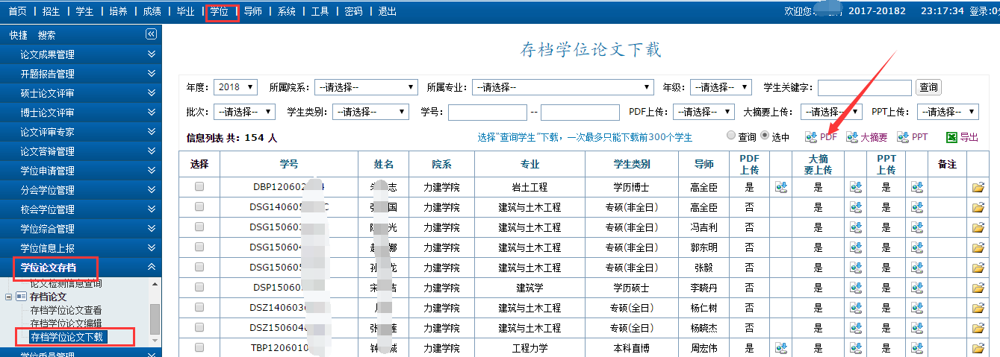 首页 | 招生 | 学生 | 培养 | 成绩 | 毕业 | 学位 | 导师 | 系统 | 工具 | 密码 | 退出 欢迎您: 2017-20182 23:17:34 登录:0
快捷 搜索
论文成果管理
开题报告管理
硕士论文评审
博士论文评审
论文评审专家
论文答辩管理
学位申请管理
分会学位管理
校会学位管理
学位综合管理
学位信息上报
学位论文存档
论文检测信息查询
存档论文
存档学位论文查看
存档学位论文编辑
存档学位论文下载
学位委员管理
存档学位论文下载
年度: 2018 所属院系: --请选择-- 所属专业: --请选择-- 年级: --请选择-- 学生关键字: 查询
批次: --请选择-- 学生类别: --请选择-- 学号: -- PDF上传: --请选择-- 大摘要上传: --请选择-- PPT上传: --请选择--
信息列表 共: 154 人 选择“查询学生”下载，一次最多只能下载前300个学生 查询 选中 PDF 大摘要 PPT 导出
选择 学号 姓名 院系 专业 学生类别 导师 PDF上传 大摘要上传 PPT上传 备注
DBP120602 4 志 力建学院 岩土工程 学历博士 高全臣 是 是 是
DSG14060 C 张 国 力建学院 建筑与土木工程 专硕(非全日) 高全臣 否 是 是
DSG15060 光 力建学院 建筑与土木工程 专硕(非全日) 冯吉利 否 是 是
DSG15060 娜 力建学院 建筑与土木工程 专硕(非全日) 郭东明 否 是 是
DSG15060 孙 龙 力建学院 建筑与土木工程 专硕(非全日) 张毅 否 是 是
DSP15060 宋 吉 力建学院 建筑学 学历硕士 李晓丹 否 是 是
DSZ140603 力建学院 建筑与土木工程 专硕(全日) 杨仁树 否 是 是
DSZ15060 张 莲 力建学院 建筑与土木工程 专硕(全日) 杨晓杰 否 是 是
TBP1206010 钟 诚 力建学院 工程力学 本科直博 周宏伟 是 是 是